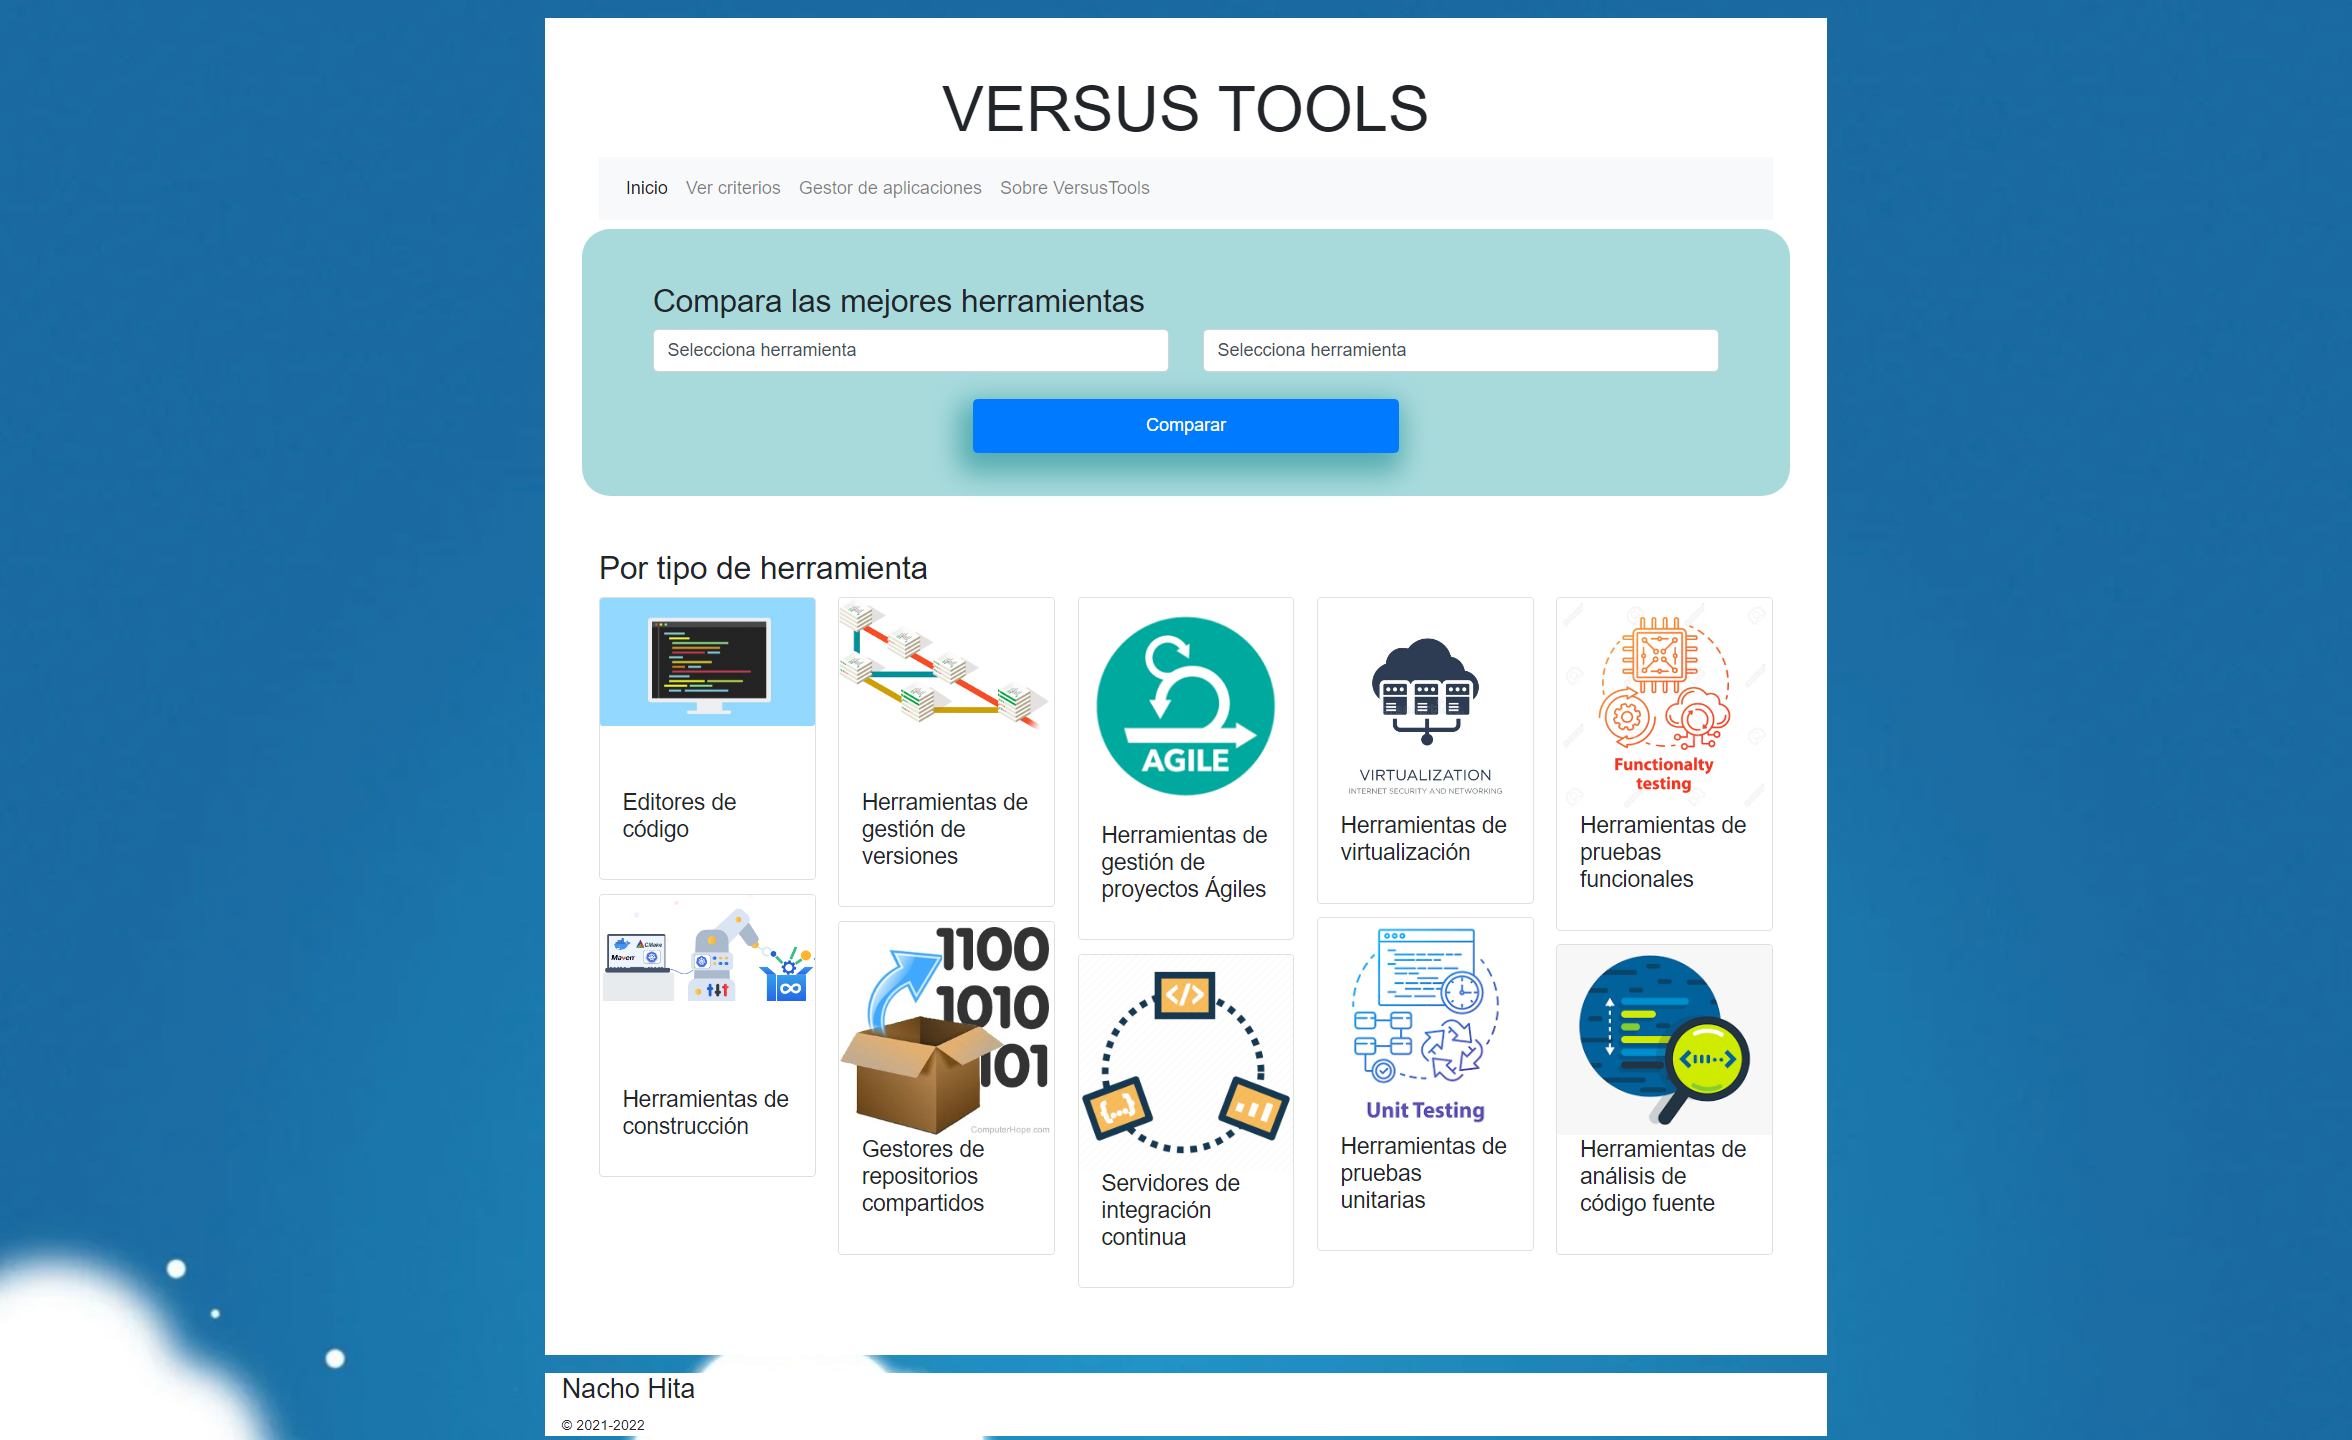 VERSUS TOOLS
Inicio Ver criterios Gestor de aplicaciones Sobre VersusTools
Compara las mejores herramientas
Selecciona herramienta Selecciona herramienta
Comparar
Por tipo de herramienta
Editores de
código
Herramientas de
gestión de
versiones
AGILE
Herramientas de
gestión de
proyectos Ágiles
VIRTUALIZATION
INTERNET SECURITY AND NETWORKING
Herramientas de
virtualización
Functionalty
testing
Herramientas de
pruebas
funcionales
CMake
Maven
Herramientas de
construcción
1100
1010
101
ComputerHope.com
Gestores de
repositorios
compartidos
</>
{...}
Servidores de
integración
continua
Unit Testing
Herramientas de
pruebas
unitarias
Herramientas de
análisis de
código fuente
Nacho Hita
© 2021-2022